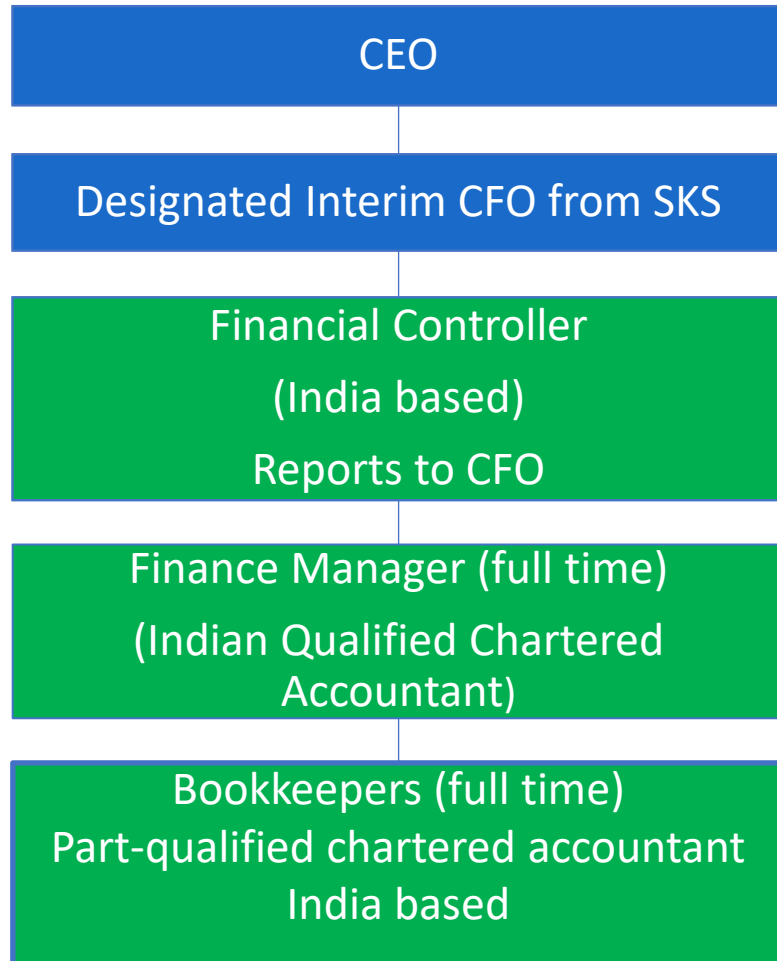 CEO
Designated Interim CFO from SKS
Financial Controller
(India based)
Reports to CFO
Finance Manager (full time)
(Indian Qualified Chartered
Accountant)
Bookkeepers (full time)
Part-qualified chartered accountant
India based